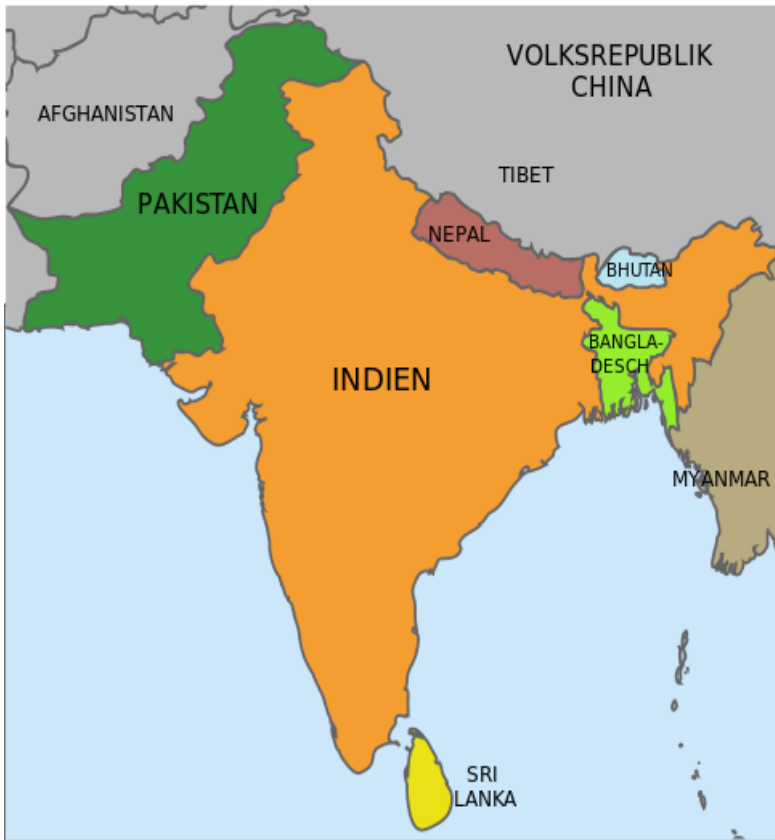 VOLKSREPUBLIK
CHINA
AFGHANISTAN
TIBET
PAKISTAN
NEPAL
BHUTAN
BANGLA-
DESCH
INDIEN
MYANMAR
SRI
LANKA